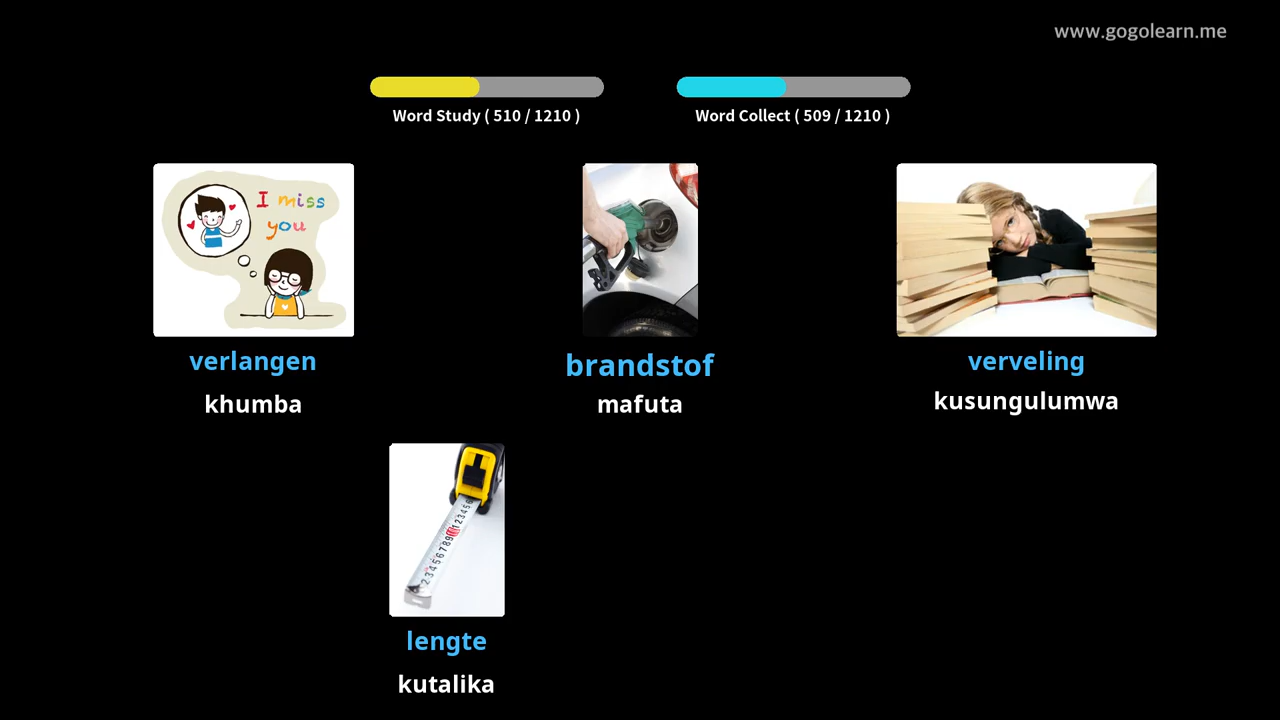 www.gogolearn.me
Word Study ( 510 / 1210 )
Word Collect ( 509 / 1210 )
I miss
you
verlangen
khumba
brandstof
mafuta
verveling
kusungulumwa
lengte
kutalika